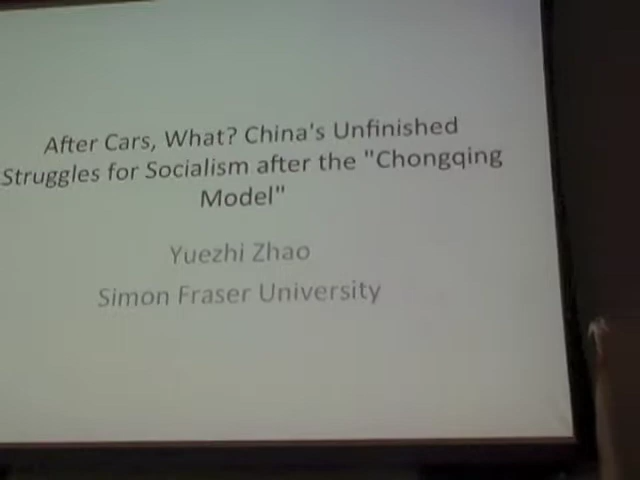 After Cars, What? China's Unfinished
Struggles for Socialism after the "Chongqing
Model"
Yuezhi Zhao
Simon Fraser University